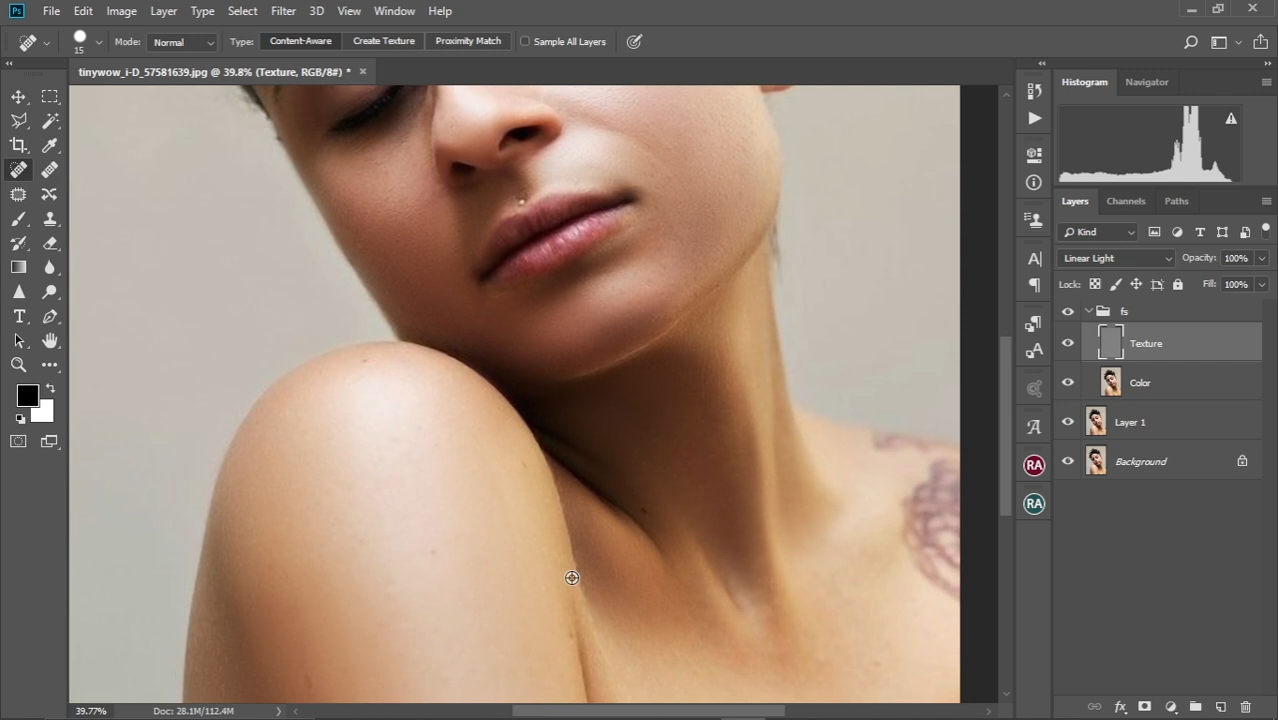 Ps File Edit Image Layer Type Select Filter 3D View Window Help
15 Mode: Normal Type: Content-Aware Create Texture Proximity Match Sample All Layers
tinywow_i-D_57581639.jpg @ 39.8% (Texture, RGB/8#) *
Histogram Navigator
Layers Channels Paths
Kind
Linear Light Opacity: 100%
Lock: Fill: 100%
fs
Texture
Color
Layer 1
Background
RA
RA
39.77% Doc: 28.1M/112.4M